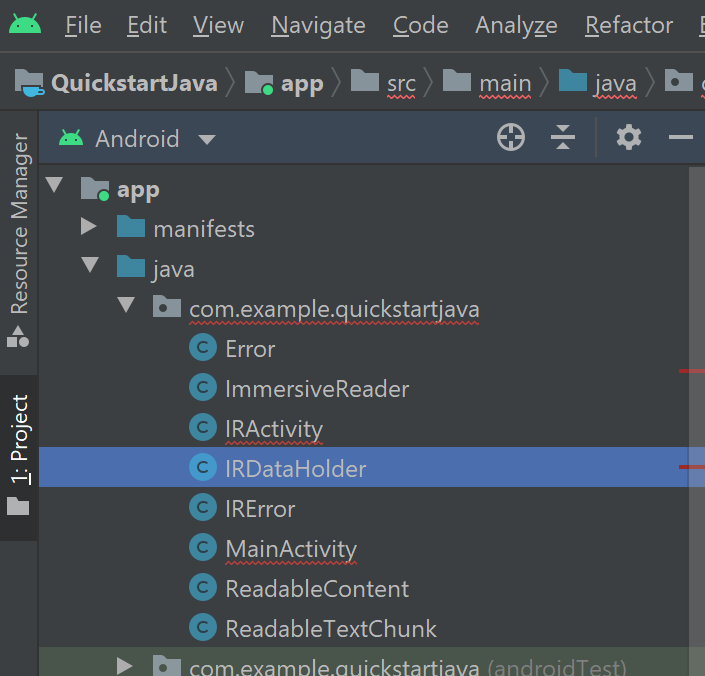 File Edit View Navigate Code Analyze Refactor
QuickstartJava app src main java
Android
Resource Manager
1: Project
app
manifests
java
com.example.quickstartjava
C Error
C ImmersiveReader
C IRActivity
C IRDataHolder
C IRError
C MainActivity
C ReadableContent
C ReadableTextChunk
com.example.quickstartjava (androidTest)